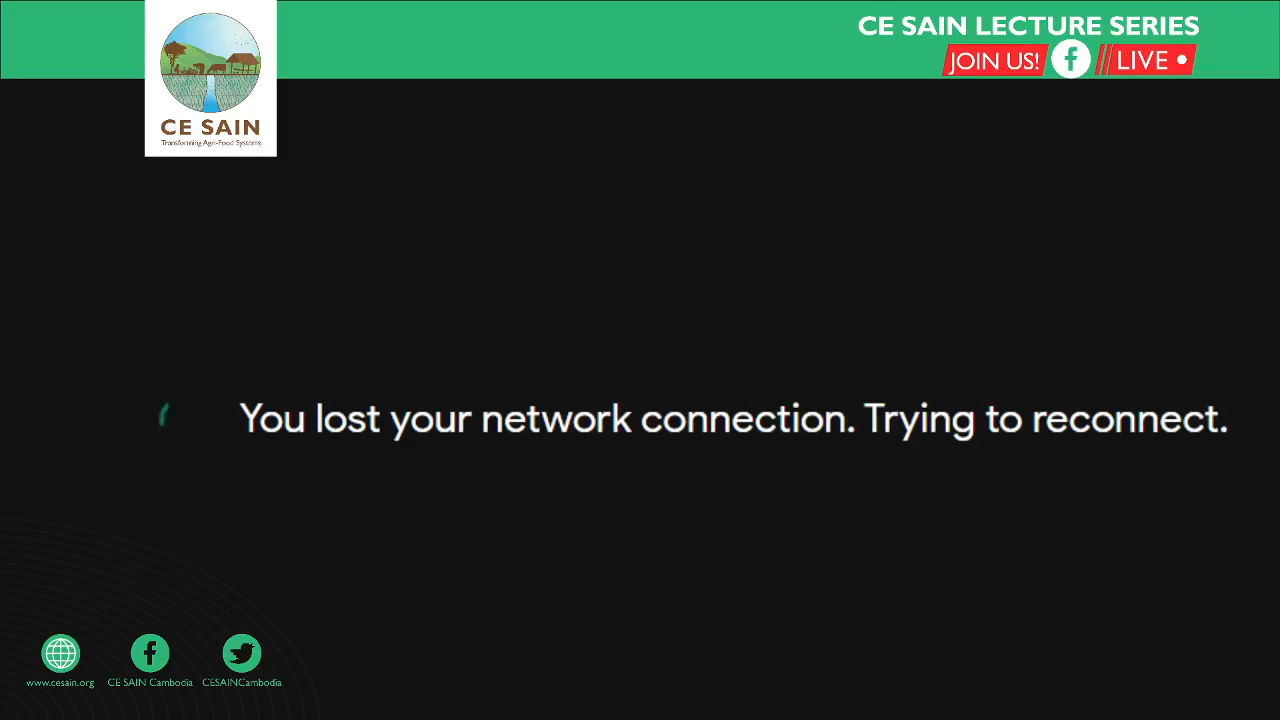 CE SAIN LECTURE SERIES
JOIN US! LIVE
CE SAIN
Transforming Agri-Food Systems
You lost your network connection. Trying to reconnect.
www.cesain.org CE SAIN Cambodia CESAINCambodia